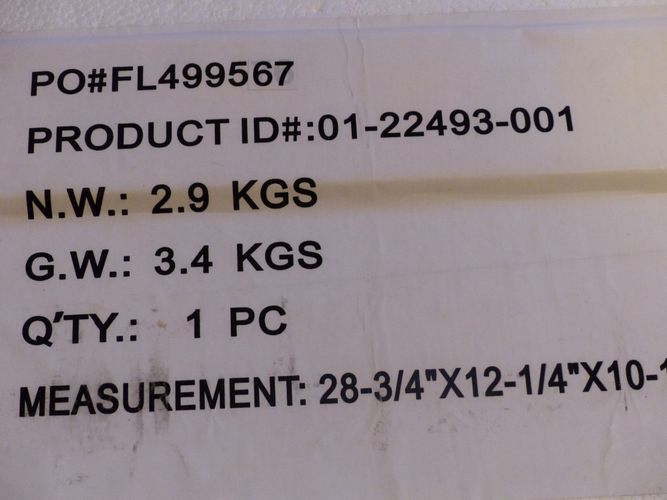 PO#FL499567
PRODUCT ID#:01-22493-001
N.W.: 2.9 KGS
G.W.: 3.4 KGS
Q'TY.: 1 PC
MEASUREMENT: 28-3/4"X12-1/4"X10-1